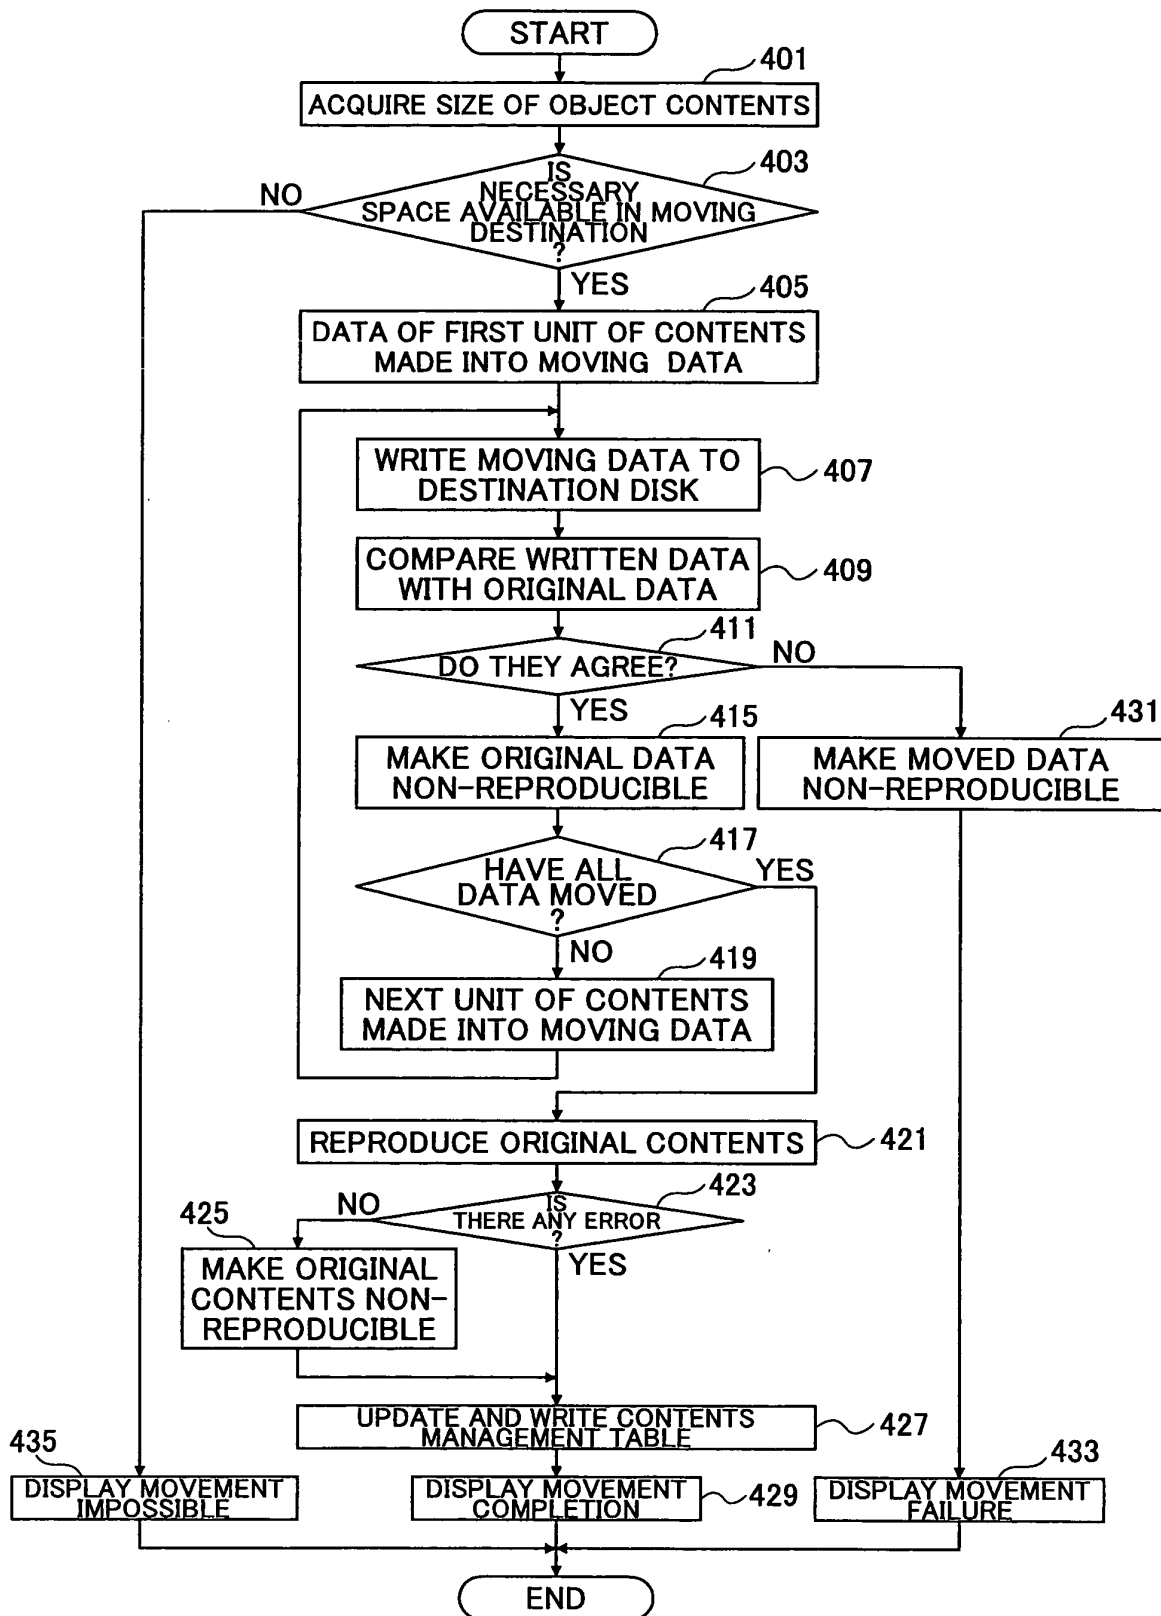 START
401
ACQUIRE SIZE OF OBJECT CONTENTS
403
NO
IS
NECESSARY
SPACE AVAILABLE IN MOVING
DESTINATION
?
YES
405
DATA OF FIRST UNIT OF CONTENTS
MADE INTO MOVING DATA
WRITE MOVING DATA TO
DESTINATION DISK
407
COMPARE WRITTEN DATA
WITH ORIGINAL DATA
409
411
DO THEY AGREE?
NO
YES
415
431
MAKE ORIGINAL DATA
NON-REPRODUCIBLE
MAKE MOVED DATA
NON-REPRODUCIBLE
417
HAVE ALL
DATA MOVED
?
YES
NO
419
NEXT UNIT OF CONTENTS
MADE INTO MOVING DATA
REPRODUCE ORIGINAL CONTENTS
421
423
NO
IS
THERE ANY ERROR
?
YES
425
MAKE ORIGINAL
CONTENTS NON-
REPRODUCIBLE
UPDATE AND WRITE CONTENTS
MANAGEMENT TABLE
427
435
DISPLAY MOVEMENT
IMPOSSIBLE
DISPLAY MOVEMENT
COMPLETION
429
433
DISPLAY MOVEMENT
FAILURE
END